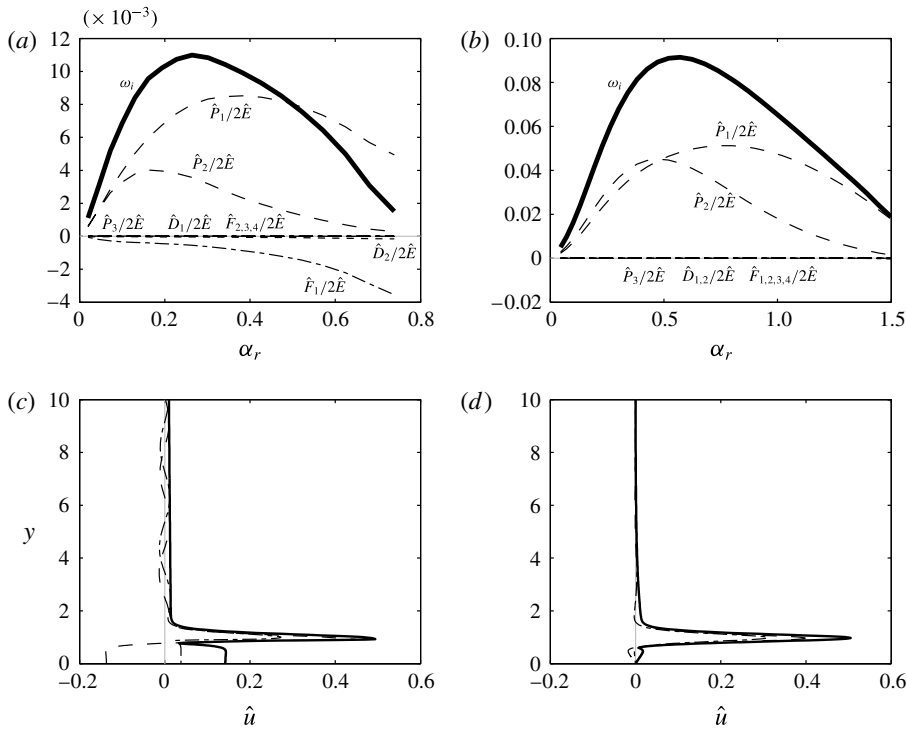 (× 10⁻³)
(a)
12
10
8
6
4
2
0
−2
−4
ω_i
P̂₁/2Ê
P̂₂/2Ê
P̂₃/2Ê D̂₁/2Ê F̂₂,₃,₄/2Ê
D̂₂/2Ê
F̂₁/2Ê
0 0.2 0.4 0.6 0.8
α_r
(b)
0.10
0.08
0.06
0.04
0.02
0
−0.02
ω_i
P̂₁/2Ê
P̂₂/2Ê
P̂₃/2Ê D̂₁,₂/2Ê F̂₁,₂,₃,₄/2Ê
0 0.5 1.0 1.5
α_r
(c)
10
8
6
y
4
2
0
−0.2 0 0.2 0.4 0.6
û
(d)
10
8
6
4
2
0
−0.2 0 0.2 0.4 0.6
û